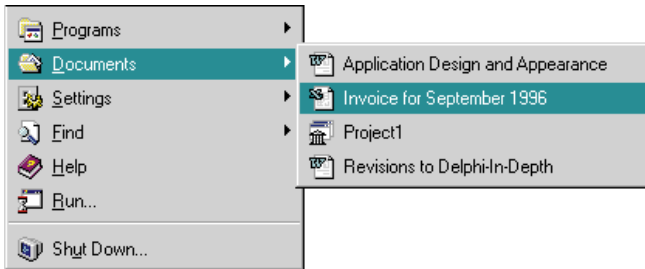 Programs
Documents
Settings
Find
Help
Run...
Shut Down...
Application Design and Appearance
Invoice for September 1996
Project1
Revisions to Delphi-In-Depth